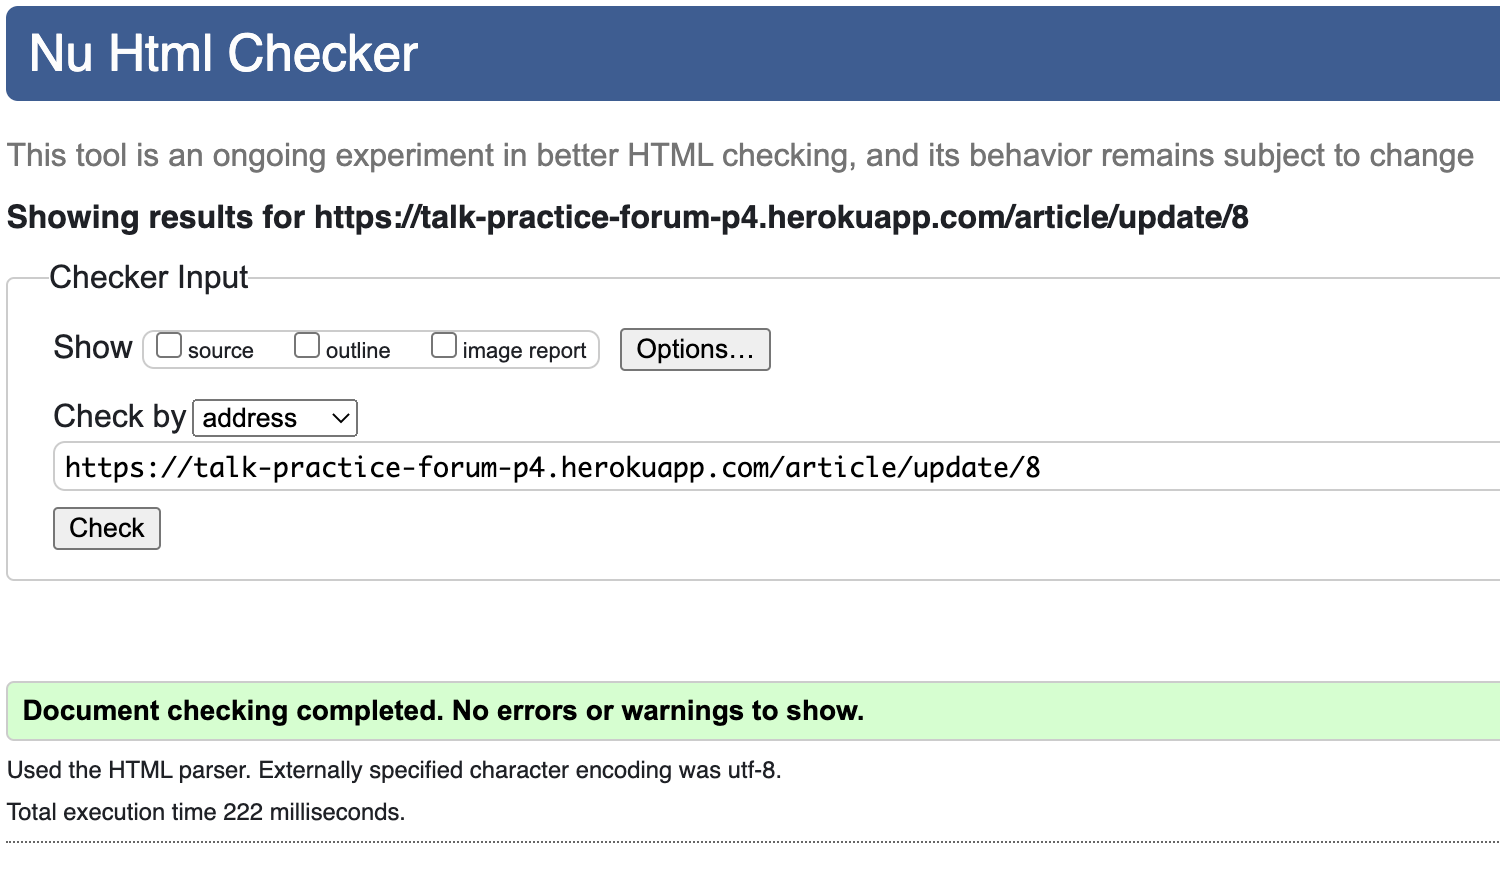 Nu Html Checker
This tool is an ongoing experiment in better HTML checking, and its behavior remains subject to change
Showing results for https://talk-practice-forum-p4.herokuapp.com/article/update/8
Checker Input
Show source outline image report Options…
Check by address
https://talk-practice-forum-p4.herokuapp.com/article/update/8
Check
Document checking completed. No errors or warnings to show.
Used the HTML parser. Externally specified character encoding was utf-8.
Total execution time 222 milliseconds.